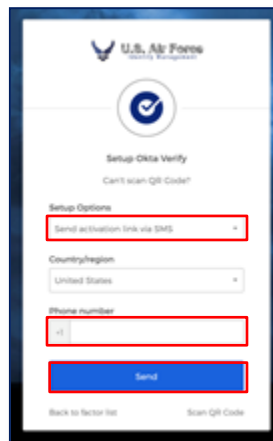 U.S. Air Force
Identity Management
Setup Okta Verify
Can't scan QR Code?
Setup Options
Send activation link via SMS
Country/region
United States
Phone number
+1
Send
Back to factor list
Scan QR Code